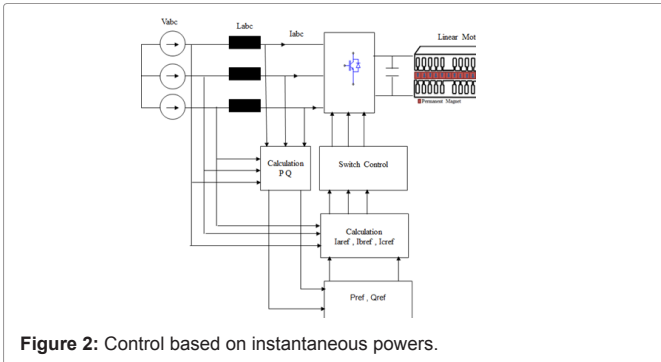 Vabc
Labc
Iabc
Linear Mot
Permanent Magnet
Calculation
P Q
Switch Control
Calculation
Iaref , Ibref , Icref
Pref , Qref
Figure 2: Control based on instantaneous powers.